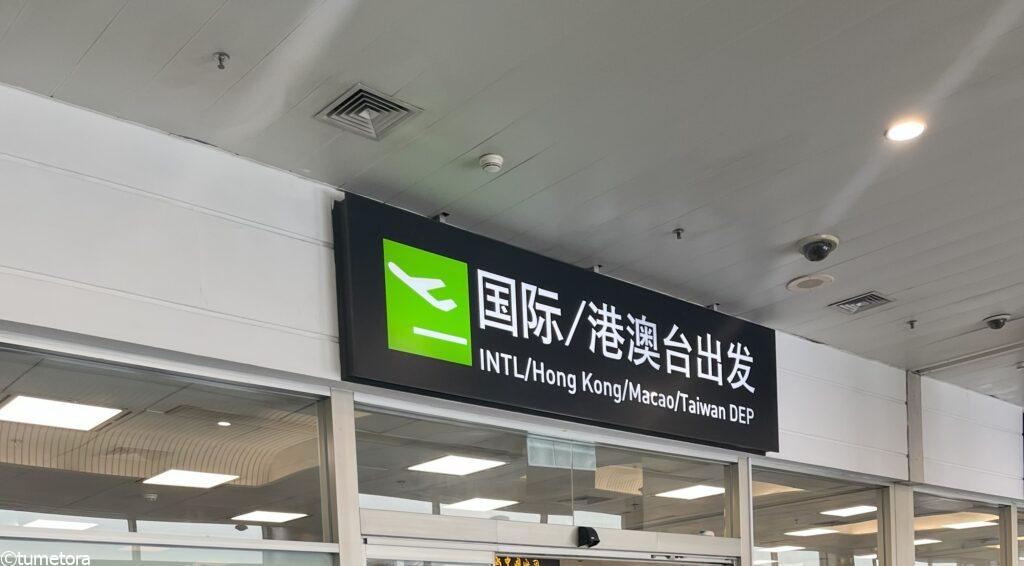 国际/港澳台出发
INTL/Hong Kong/Macao/Taiwan DEP
©tumetora